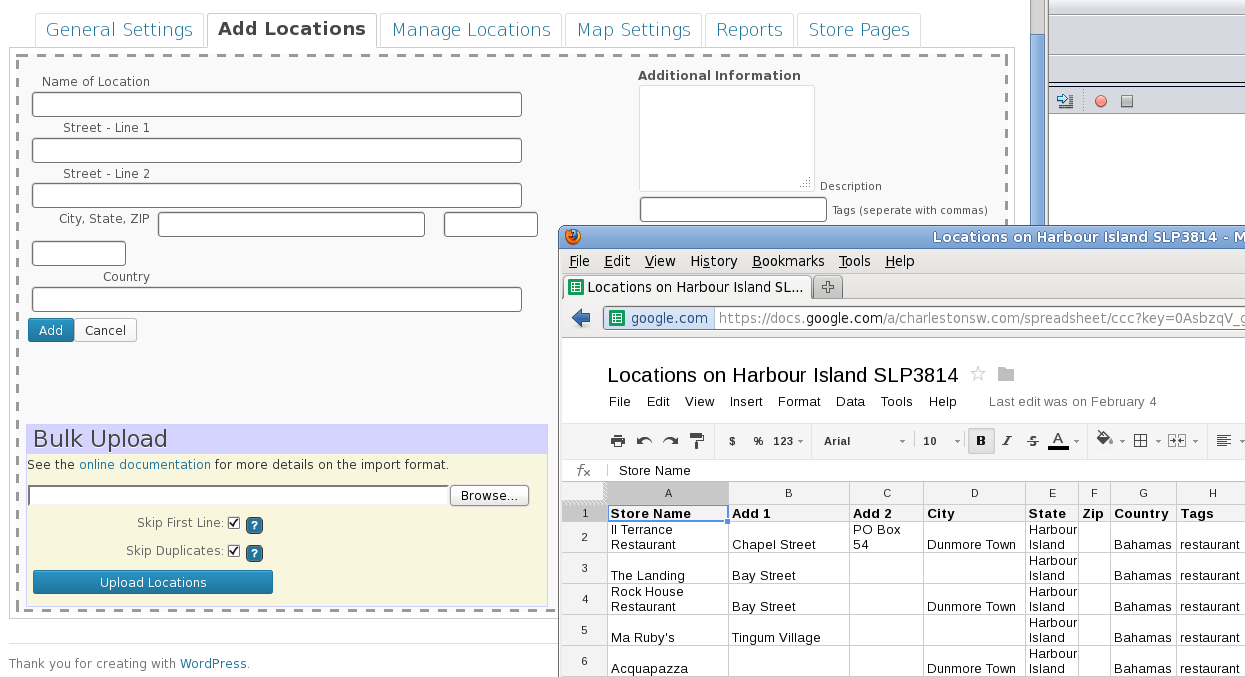 General Settings Add Locations Manage Locations Map Settings Reports Store Pages
Name of Location
Street - Line 1
Street - Line 2
City, State, ZIP
Country
Add Cancel
Additional Information
Description
Tags (seperate with commas)
Bulk Upload
See the online documentation for more details on the import format.
Browse...
Skip First Line: ?
Skip Duplicates: ?
Upload Locations
Thank you for creating with WordPress.
Locations on Harbour Island SLP3814 - M
File Edit View History Bookmarks Tools Help
Locations on Harbour Island SL...
google.com https://docs.google.com/a/charlestonsw.com/spreadsheet/ccc?key=0AsbzqV_g
Locations on Harbour Island SLP3814
File Edit View Insert Format Data Tools Help Last edit was on February 4
$ % 123 Arial 10 B I S A
fx Store Name
A B C D E F G H
1 Store Name Add 1 Add 2 City State Zip Country Tags
2 Il Terrance Restaurant Chapel Street PO Box 54 Dunmore Town Harbour Island Bahamas restaurant
3 The Landing Bay Street Harbour Island Bahamas restaurant
4 Rock House Restaurant Bay Street Dunmore Town Harbour Island Bahamas restaurant
5 Ma Ruby's Tingum Village Harbour Island Bahamas restaurant
6 Acquapazza Dunmore Town Harbour Island Bahamas restaurant